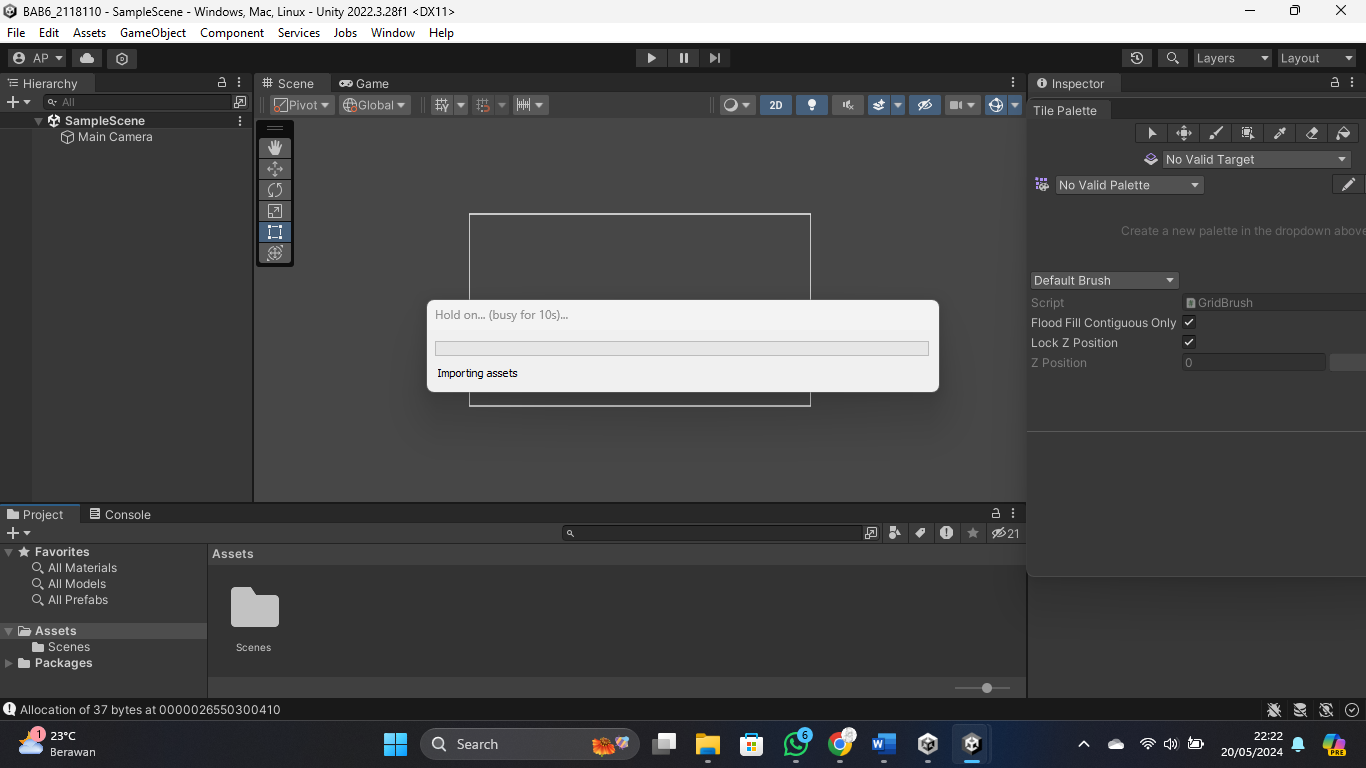 BAB6_2118110 - SampleScene - Windows, Mac, Linux - Unity 2022.3.28f1 <DX11>
File Edit Assets GameObject Component Services Jobs Window Help
AP Layers Layout
Hierarchy
All
SampleScene
Main Camera
Scene Game
Pivot Global 2D
Inspector
Tile Palette
No Valid Target
No Valid Palette
Create a new palette in the dropdown above
Default Brush
Script GridBrush
Flood Fill Contiguous Only
Lock Z Position
Z Position 0
Hold on... (busy for 10s)...
Importing assets
Project Console
21
Favorites
All Materials
All Models
All Prefabs
Assets
Scenes
Packages
Assets
Scenes
Allocation of 37 bytes at 0000026550300410
1
23°C
Berawan
Search
6
W
22:22
20/05/2024
PRE